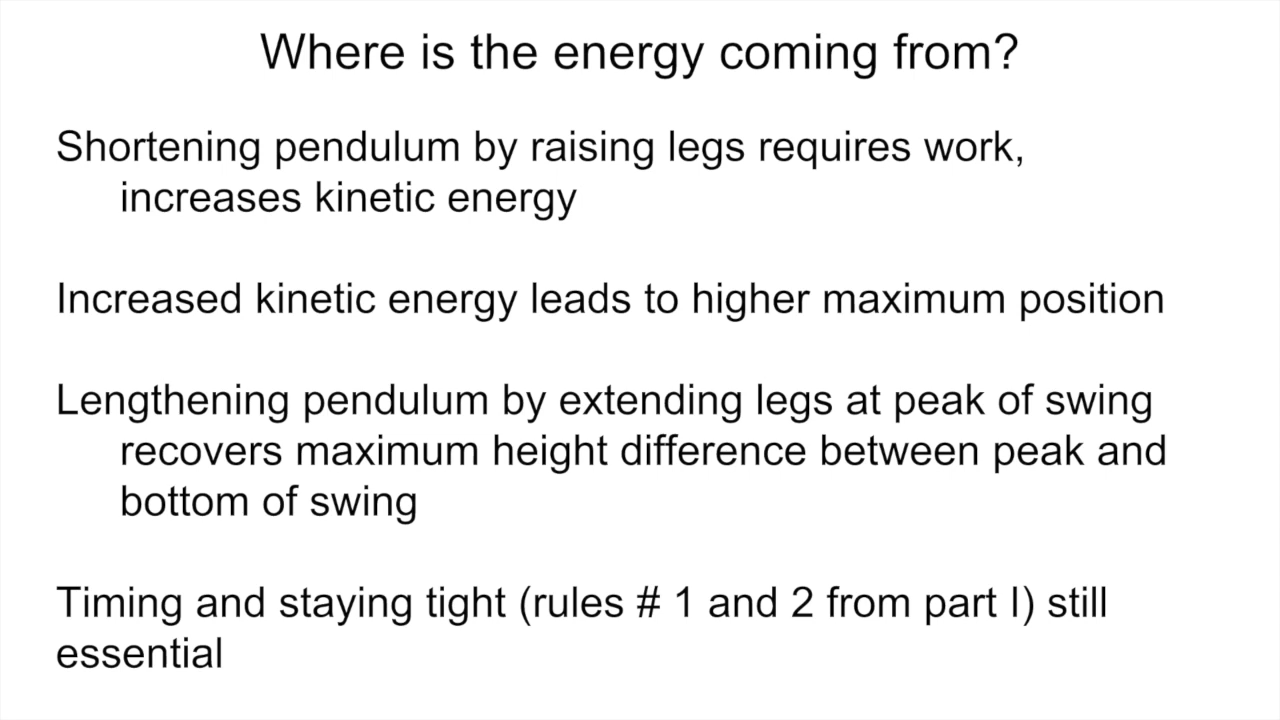 Where is the energy coming from?
Shortening pendulum by raising legs requires work,
increases kinetic energy
Increased kinetic energy leads to higher maximum position
Lengthening pendulum by extending legs at peak of swing
recovers maximum height difference between peak and
bottom of swing
Timing and staying tight (rules # 1 and 2 from part I) still
essential